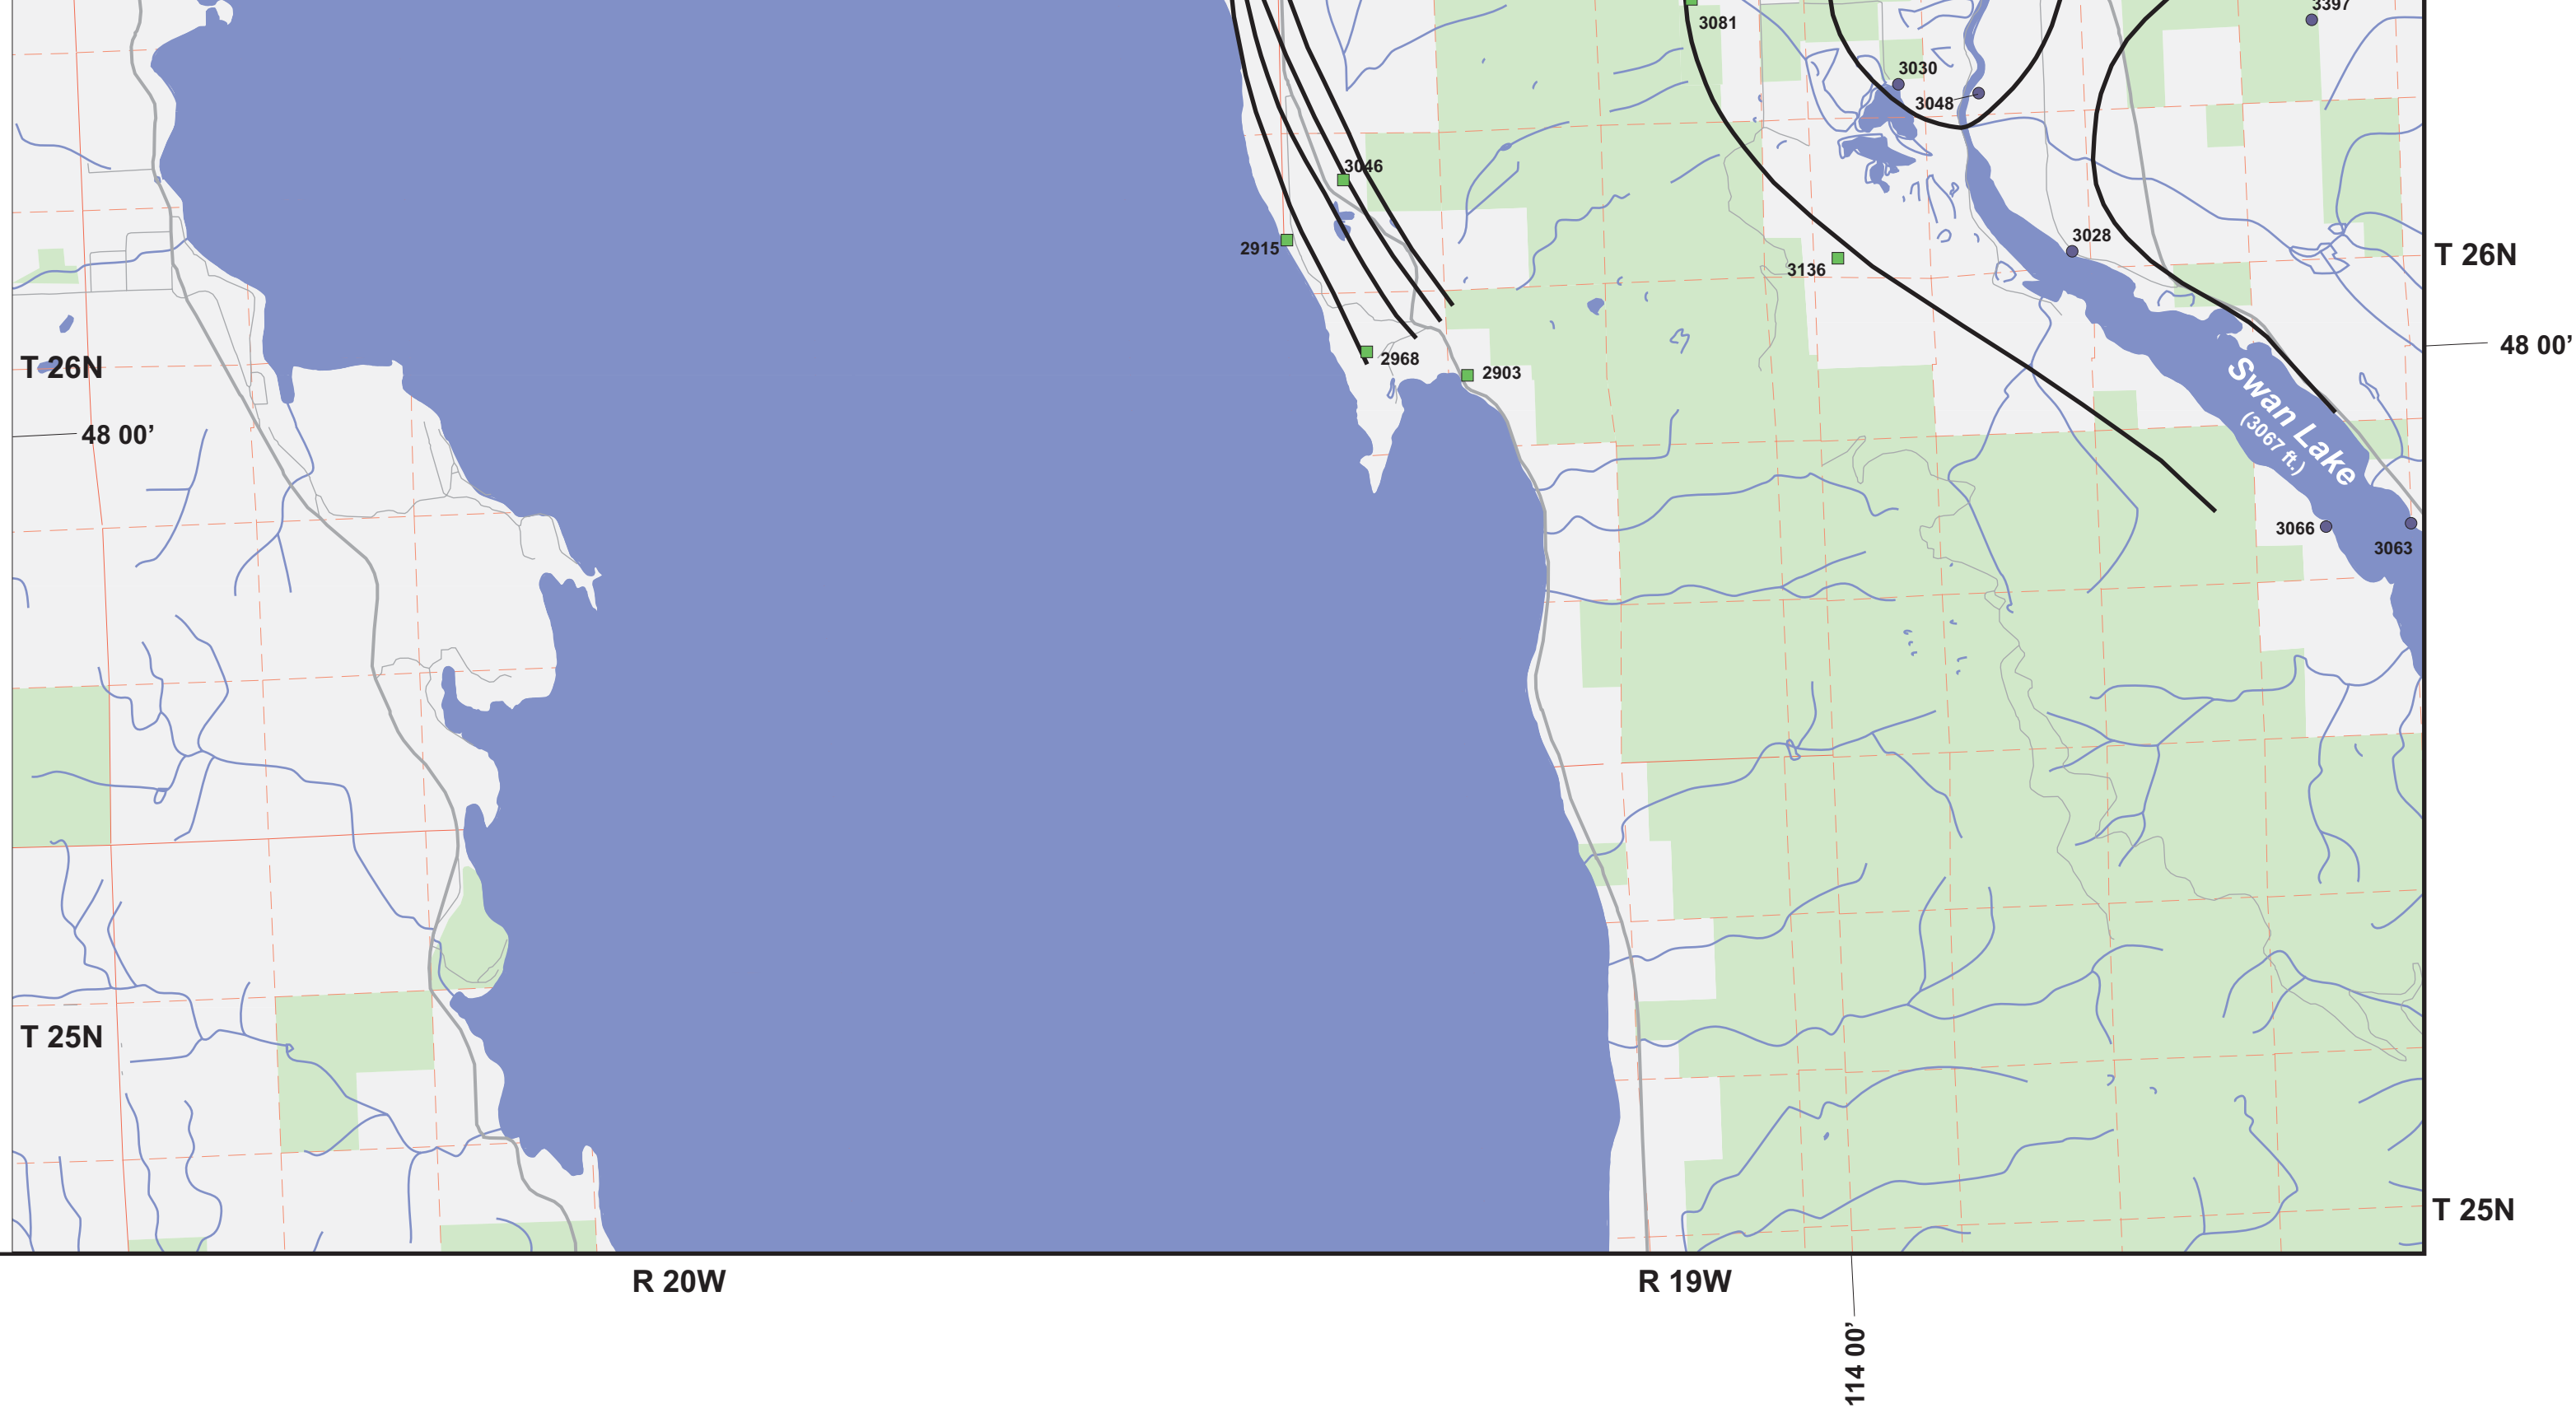 3397
3081
3030
3048
3046
3028
2915
T 26N
3136
48 00’
2968
T 26N
2903
Swan Lake
(3067 ft.)
48 00’
3066
3063
T 25N
T 25N
R 20W
R 19W
114 00’